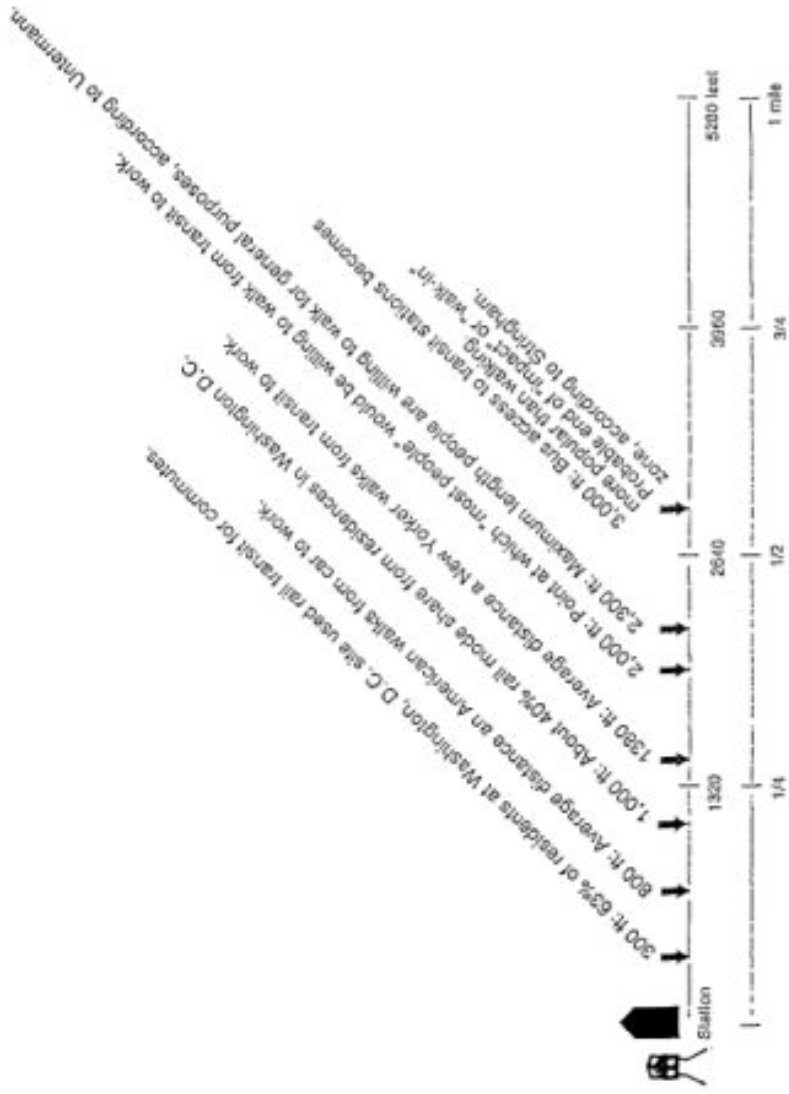 300 ft: 63% of residents at Washington, D.C. site used rail transit for commutes.
800 ft: Average distance an American walks from car to work.
1,000 ft: About 40% rail mode share from residences in Washington D.C.
1380 ft: Average distance a New Yorker walks from transit to work.
2,000 ft: Point at which "most people" would be willing to walk from transit to work.
2,300 ft: Maximum length people are willing to walk for general purposes, according to Untermann.
3,000 ft. Bus access to transit stations becomes
more popular than walking.
Probable end of "impact" or "walk-in"
zone, according to Stringham.
Station
1320
2640
3960
5280 feet
1/4
1/2
3/4
1 mile